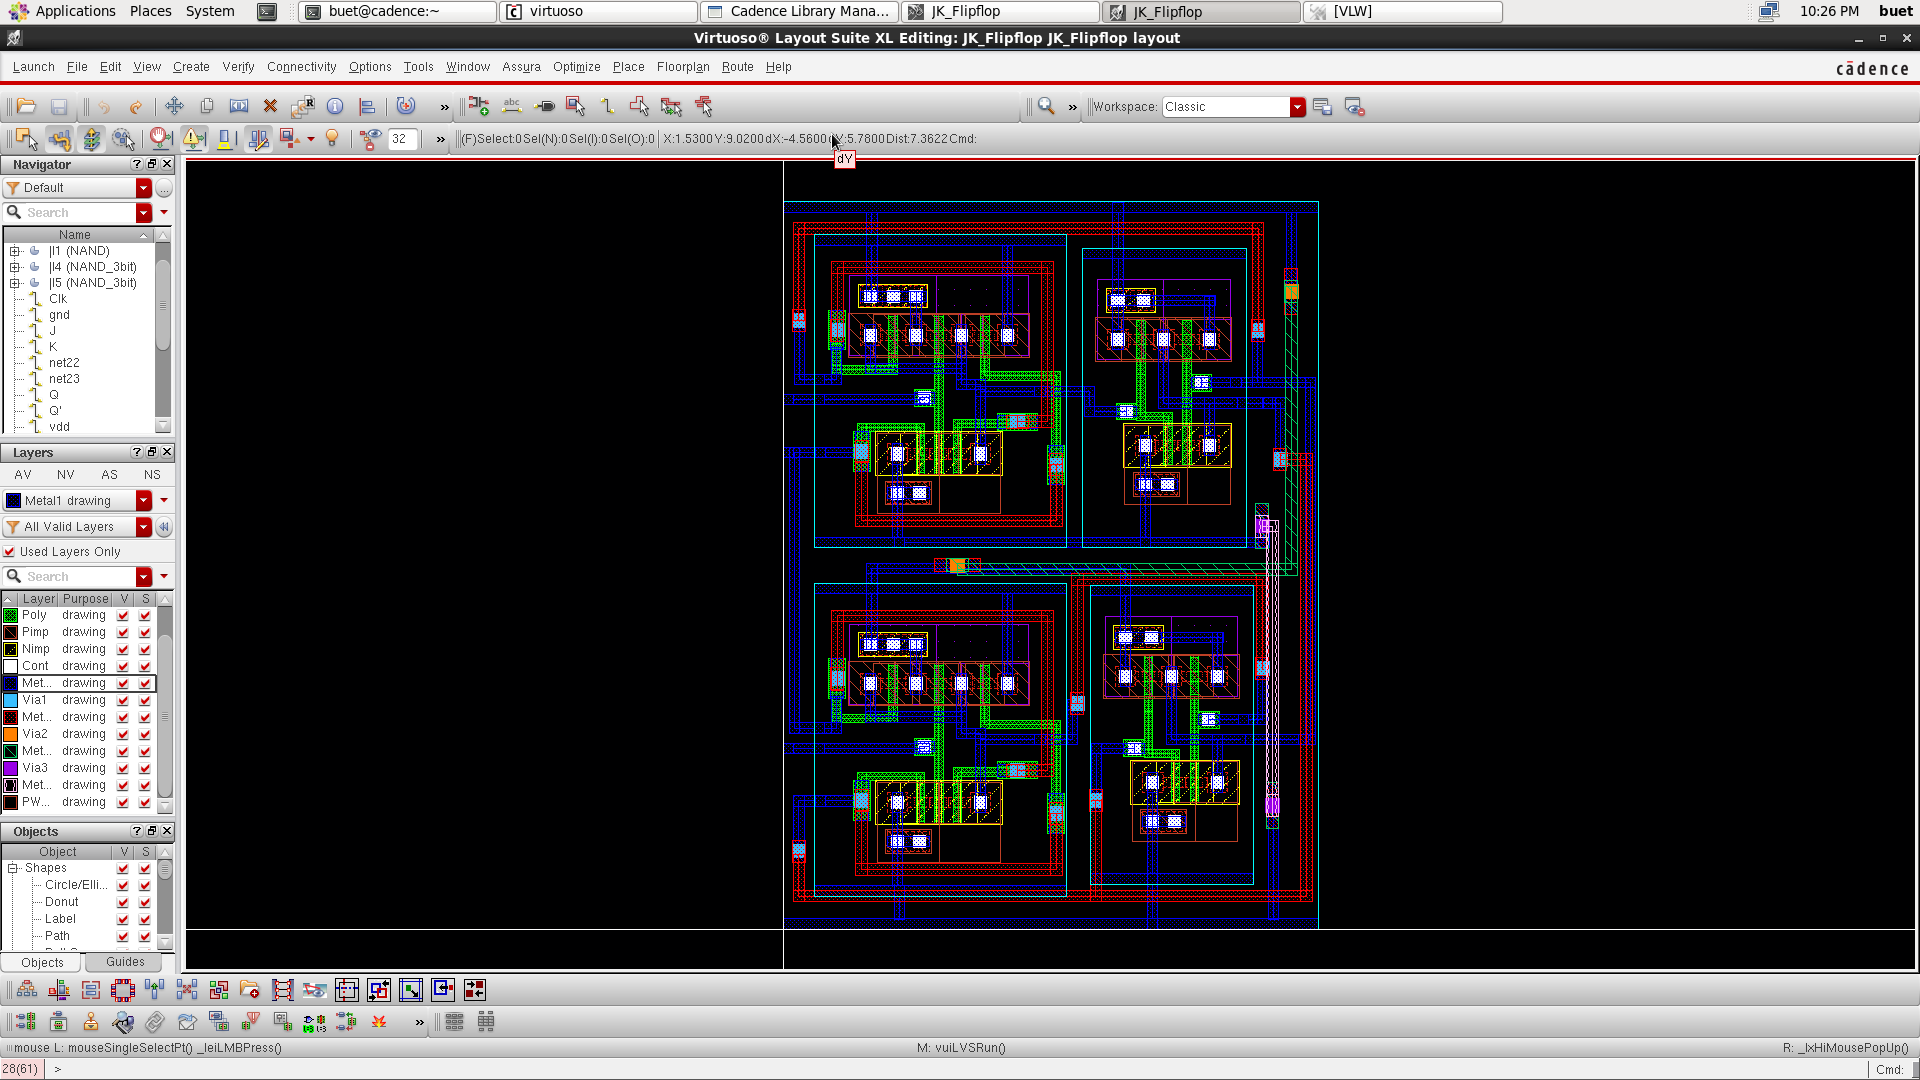 Applications Places System buet@cadence:~ virtuoso Cadence Library Mana... JK_Flipflop JK_Flipflop [VLW] 10:26 PM buet
Virtuoso® Layout Suite XL Editing: JK_Flipflop JK_Flipflop layout
Launch File Edit View Create Verify Connectivity Options Tools Window Assura Optimize Place Floorplan Route Help cādence
abc » » Workspace: Classic
32 » (F)Select:0 Sel(N):0 Sel(I):0 Sel(O):0 X:1.5300 Y:9.0200 dX:-4.5600 dY:5.7800 Dist:7.3622 Cmd:
dY
Navigator
Default
Search
Name
|I1 (NAND)
|I4 (NAND_3bit)
|I5 (NAND_3bit)
Clk
gnd
J
K
net22
net23
Q
Q'
vdd
Layers
AV NV AS NS
Metal1 drawing
All Valid Layers
Used Layers Only
Search
Layer Purpose V S
Poly drawing
Pimp drawing
Nimp drawing
Cont drawing
Met... drawing
Via1 drawing
Met... drawing
Via2 drawing
Met... drawing
Via3 drawing
Met... drawing
PW... drawing
Objects
Object V S
Shapes
Circle/Elli...
Donut
Label
Path
Objects Guides
»
mouse L: mouseSingleSelectPt() _leiLMBPress() M: vuiLVSRun() R: _lxHiMousePopUp()
28(61) > Cmd: